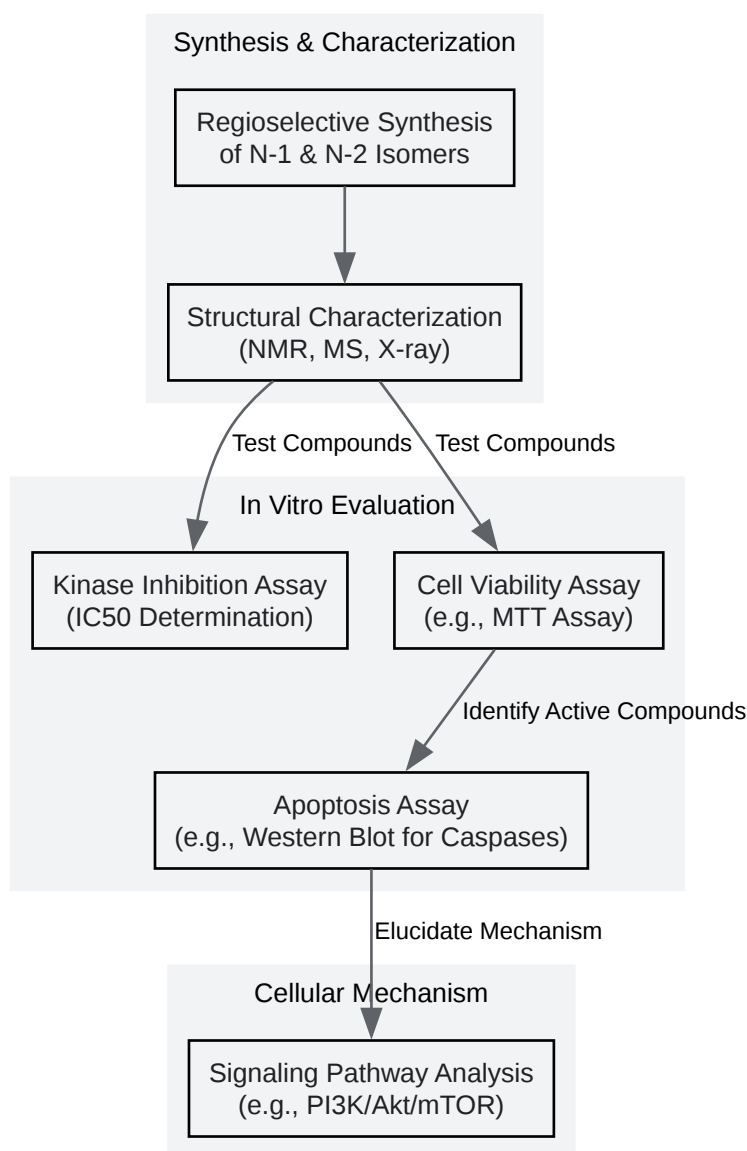 Synthesis & Characterization
Regioselective Synthesis
of N-1 & N-2 Isomers
Structural Characterization
(NMR, MS, X-ray)
Test Compounds
Test Compounds
In Vitro Evaluation
Kinase Inhibition Assay
(IC50 Determination)
Cell Viability Assay
(e.g., MTT Assay)
Identify Active Compounds
Apoptosis Assay
(e.g., Western Blot for Caspases)
Elucidate Mechanism
Cellular Mechanism
Signaling Pathway Analysis
(e.g., PI3K/Akt/mTOR)